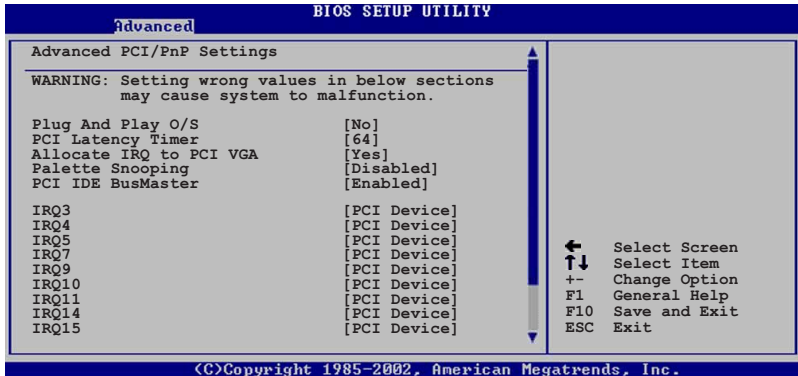 BIOS SETUP UTILITY
Advanced
Advanced PCI/PnP Settings
WARNING: Setting wrong values in below sections
may cause system to malfunction.
Plug And Play O/S [No]
PCI Latency Timer [64]
Allocate IRQ to PCI VGA [Yes]
Palette Snooping [Disabled]
PCI IDE BusMaster [Enabled]
IRQ3 [PCI Device]
IRQ4 [PCI Device]
IRQ5 [PCI Device]
IRQ7 [PCI Device]
IRQ9 [PCI Device]
IRQ10 [PCI Device]
IRQ11 [PCI Device]
IRQ14 [PCI Device]
IRQ15 [PCI Device]
← Select Screen
↑↓ Select Item
+- Change Option
F1 General Help
F10 Save and Exit
ESC Exit
(C)Copyright 1985-2002, American Megatrends, Inc.